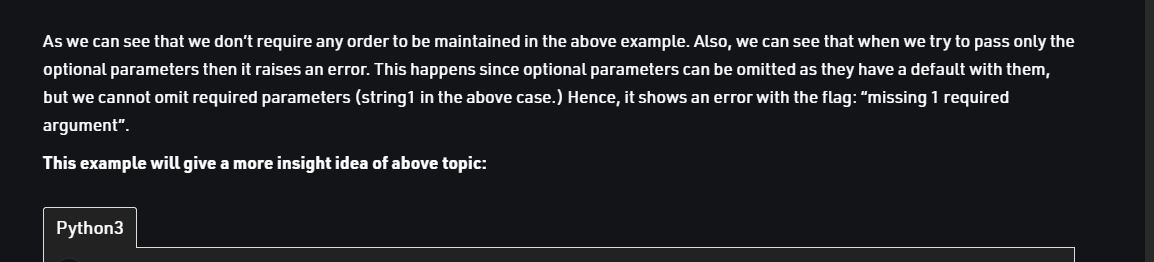 As we can see that we don't require any order to be maintained in the above example. Also, we can see that when we try to pass only the
optional parameters then it raises an error. This happens since optional parameters can be omitted as they have a default with them,
but we cannot omit required parameters (string1 in the above case.) Hence, it shows an error with the flag: “missing 1 required
argument”.
This example will give a more insight idea of above topic:
Python3